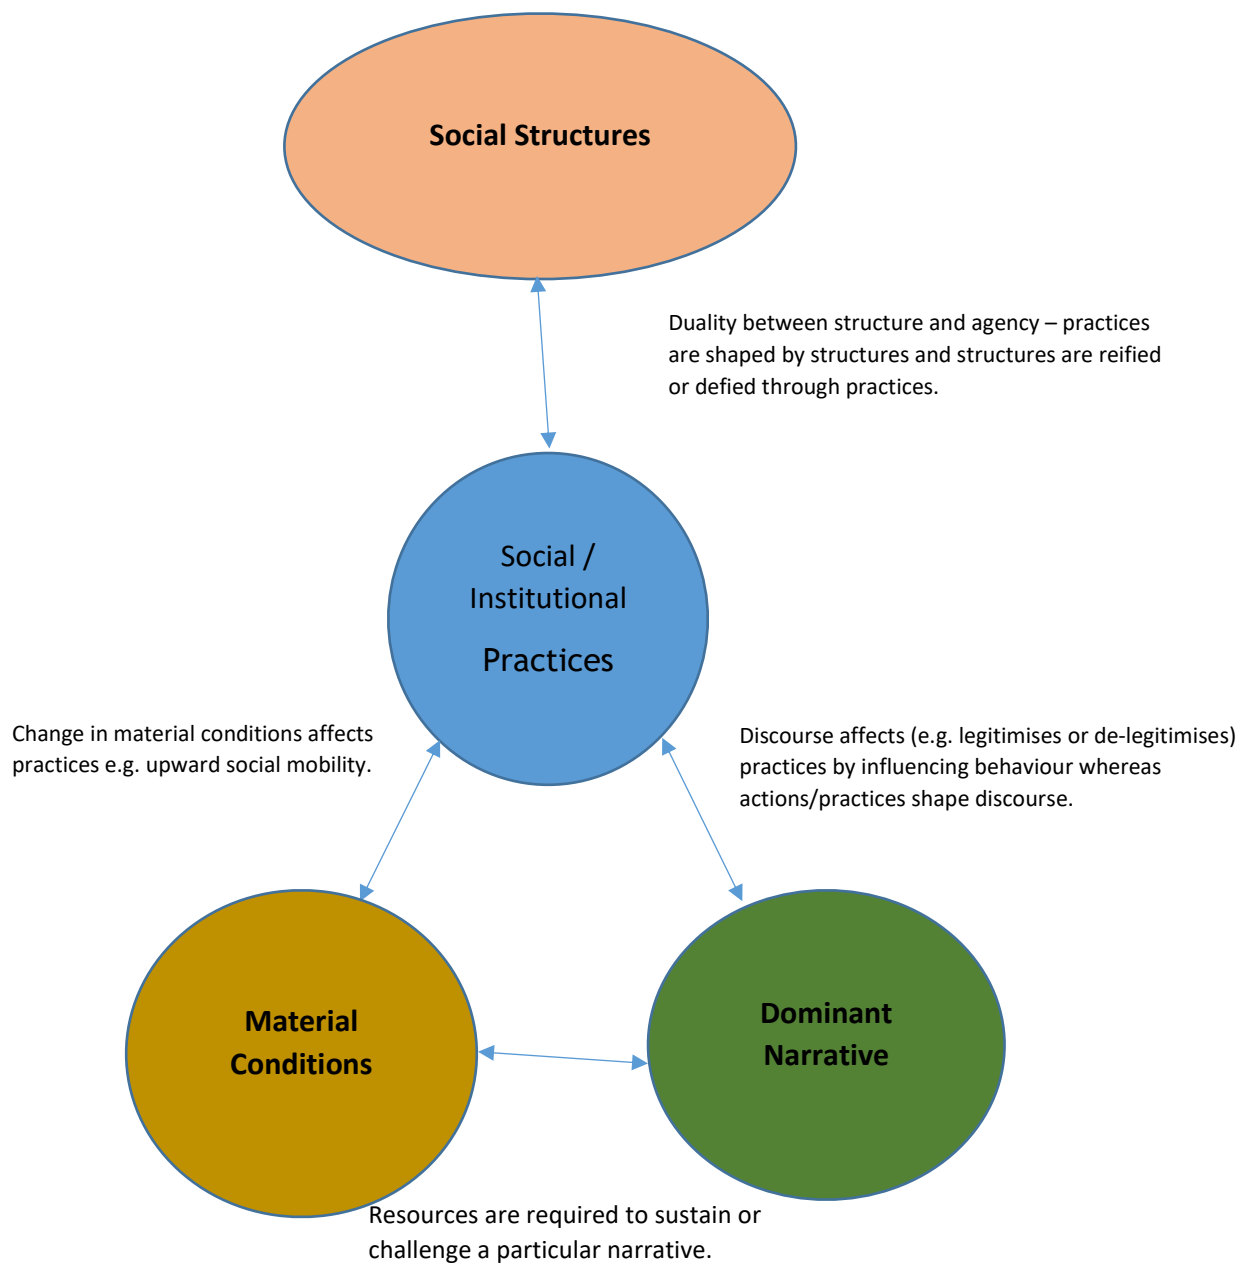 Social Structures
Duality between structure and agency – practices
are shaped by structures and structures are reified
or defied through practices.
Social /
Institutional
Practices
Change in material conditions affects
practices e.g. upward social mobility.
Discourse affects (e.g. legitimises or de-legitimises)
practices by influencing behaviour whereas
actions/practices shape discourse.
Material
Conditions
Dominant
Narrative
Resources are required to sustain or
challenge a particular narrative.